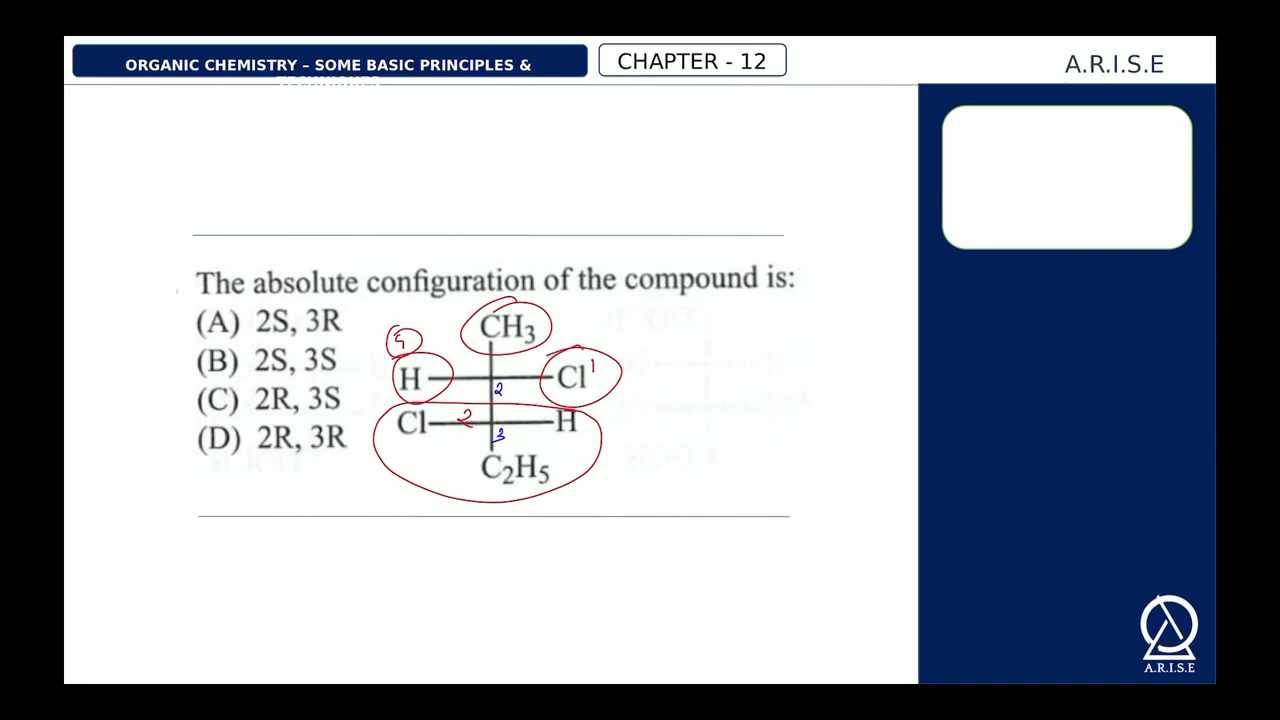 ORGANIC CHEMISTRY – SOME BASIC PRINCIPLES &
TECHNIQUES
CHAPTER - 12
A.R.I.S.E
The absolute configuration of the compound is:
(A) 2S, 3R
(B) 2S, 3S
(C) 2R, 3S
(D) 2R, 3R
CH₃
H Cl 1
2
Cl 2 H
3
C₂H₅
A.R.I.S.E